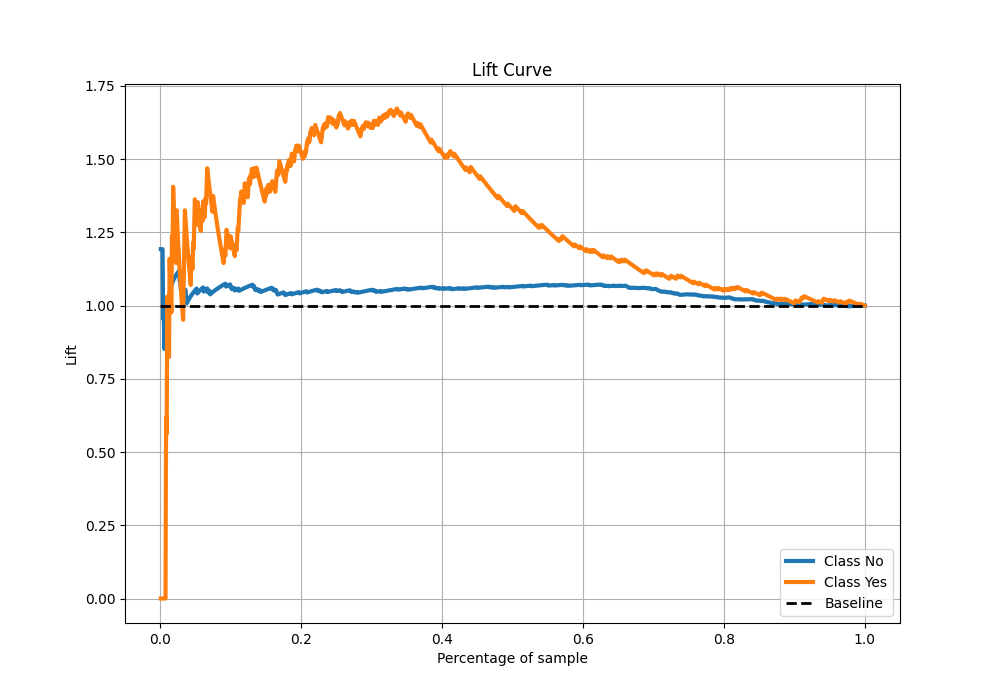 Lift Curve
1.75
1.50
1.25
1.00
0.75
0.50
0.25
0.00
Lift
0.0 0.2 0.4 0.6 0.8 1.0
Percentage of sample
Class No
Class Yes
Baseline